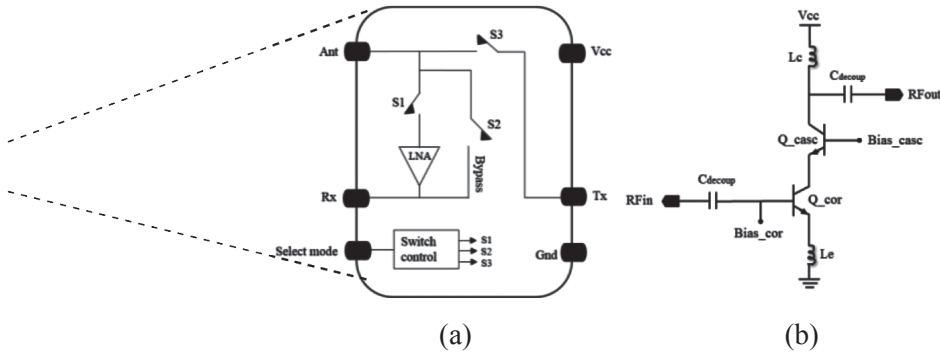 Ant
S3
Vcc
S1
S2
LNA
Bypass
Rx
Tx
Select mode
Switch
control
S1
S2
S3
Gnd
(a)
Vcc
Lc
Cdecoup
RFout
Q_casc
Bias_casc
Cdecoup
RFin
Q_cor
Bias_cor
Le
(b)